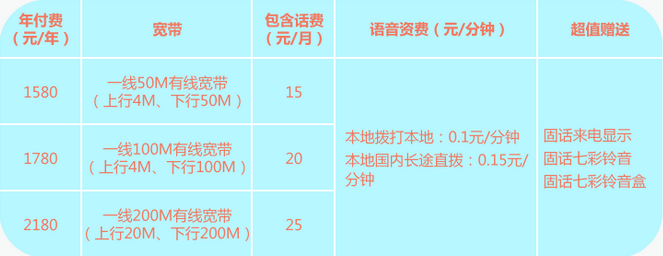 年付费
（元/年）
宽带
包含话费
（元/月）
语音资费（元/分钟）
超值赠送
1580
一线50M有线宽带
（上行4M、下行50M）
15
1780
一线100M有线宽带
（上行4M、下行100M）
20
2180
一线200M有线宽带
（上行20M、下行200M）
25
本地拨打本地：0.1元/分钟
本地国内长途直拨：0.15元/
分钟
固话来电显示
固话七彩铃音
固话七彩铃音盒